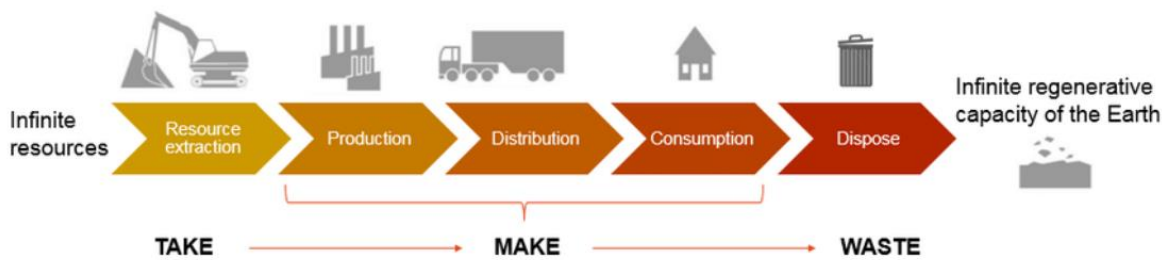 Infinite
resources
Resource
extraction
Production
Distribution
Consumption
Dispose
Infinite regenerative
capacity of the Earth
TAKE
MAKE
WASTE